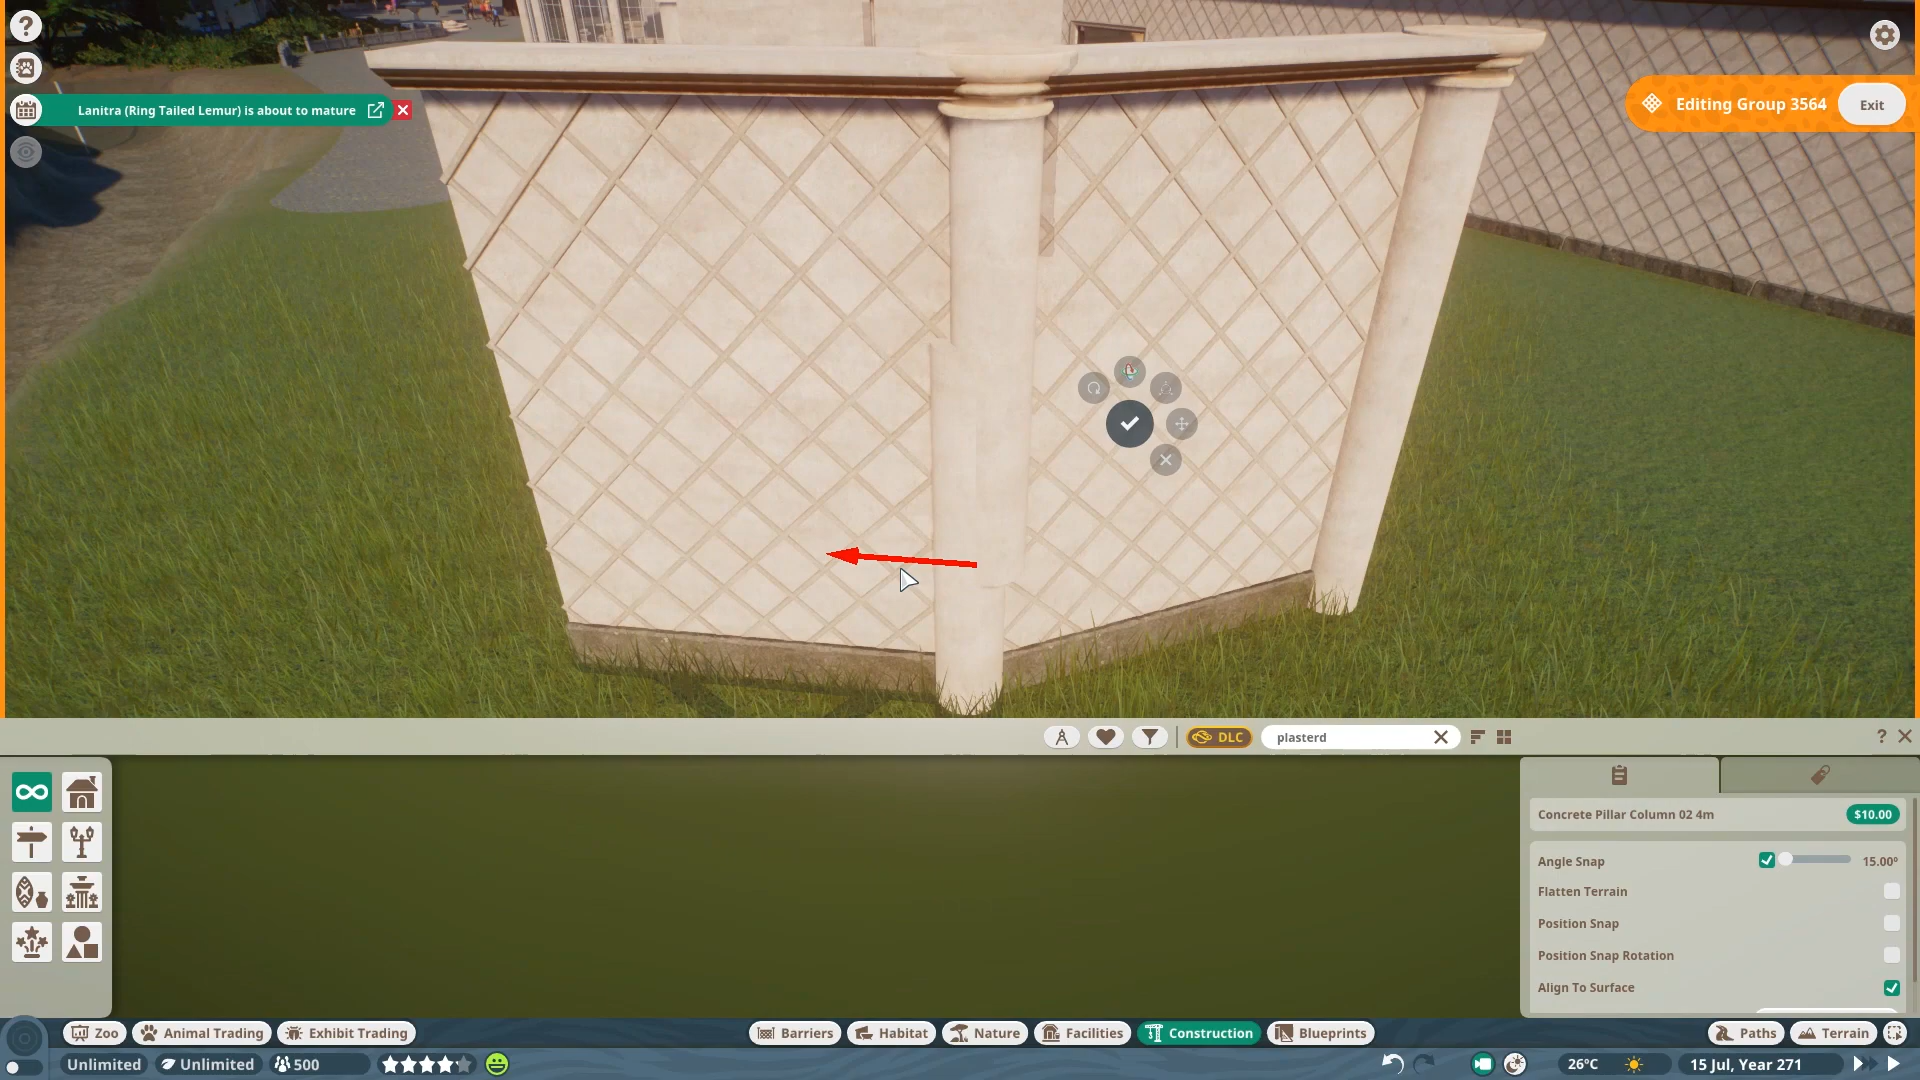 ?
Lanitra (Ring Tailed Lemur) is about to mature
Editing Group 3564
Exit
DLC
plasterd
?
Concrete Pillar Column 02 4m
$10.00
Angle Snap
15.00°
Flatten Terrain
Position Snap
Position Snap Rotation
Align To Surface
Zoo
Animal Trading
Exhibit Trading
Barriers
Habitat
Nature
Facilities
Construction
Blueprints
Paths
Terrain
Unlimited
Unlimited
500
26°C
15 Jul, Year 271